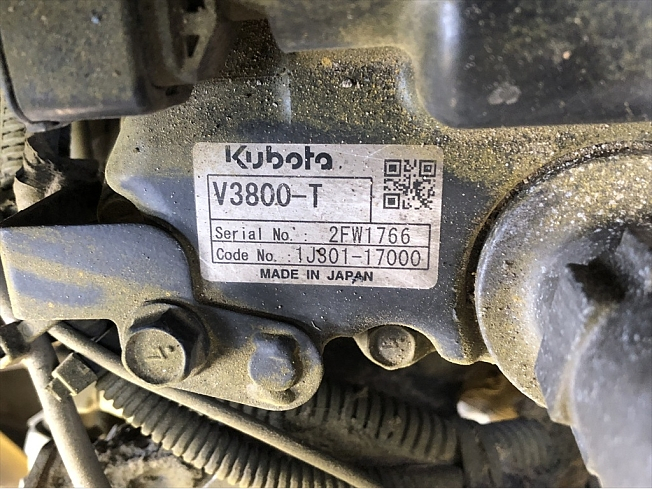 Kubota
V3800-T
Serial No. : 2FW1766
Code No. : 1J801-17000
MADE IN JAPAN